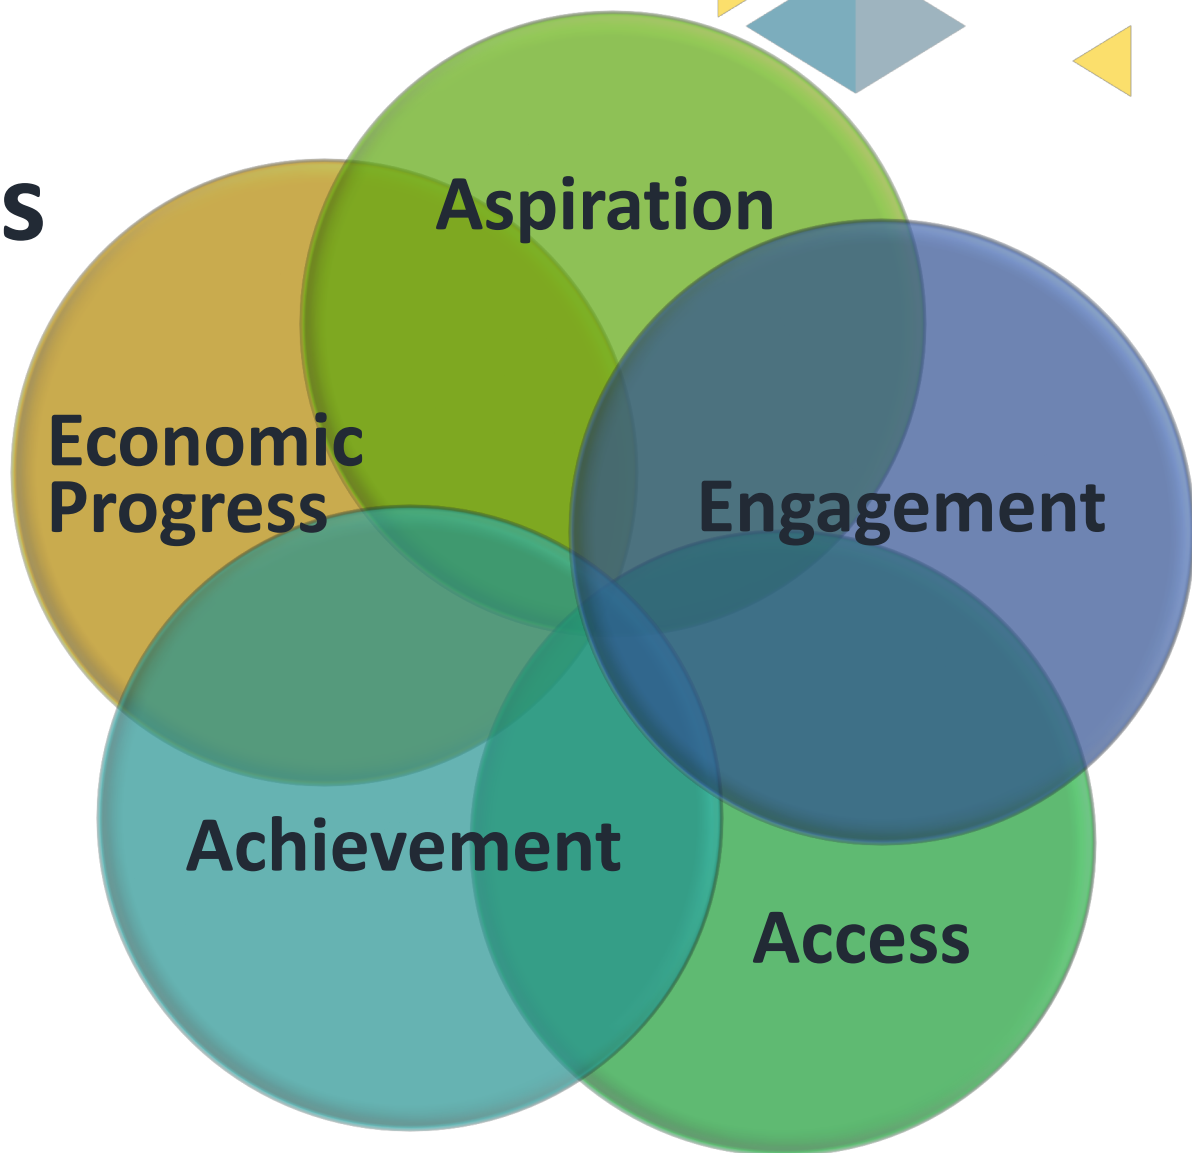 s
Aspiration
Economic
Progress
Engagement
Achievement
Access